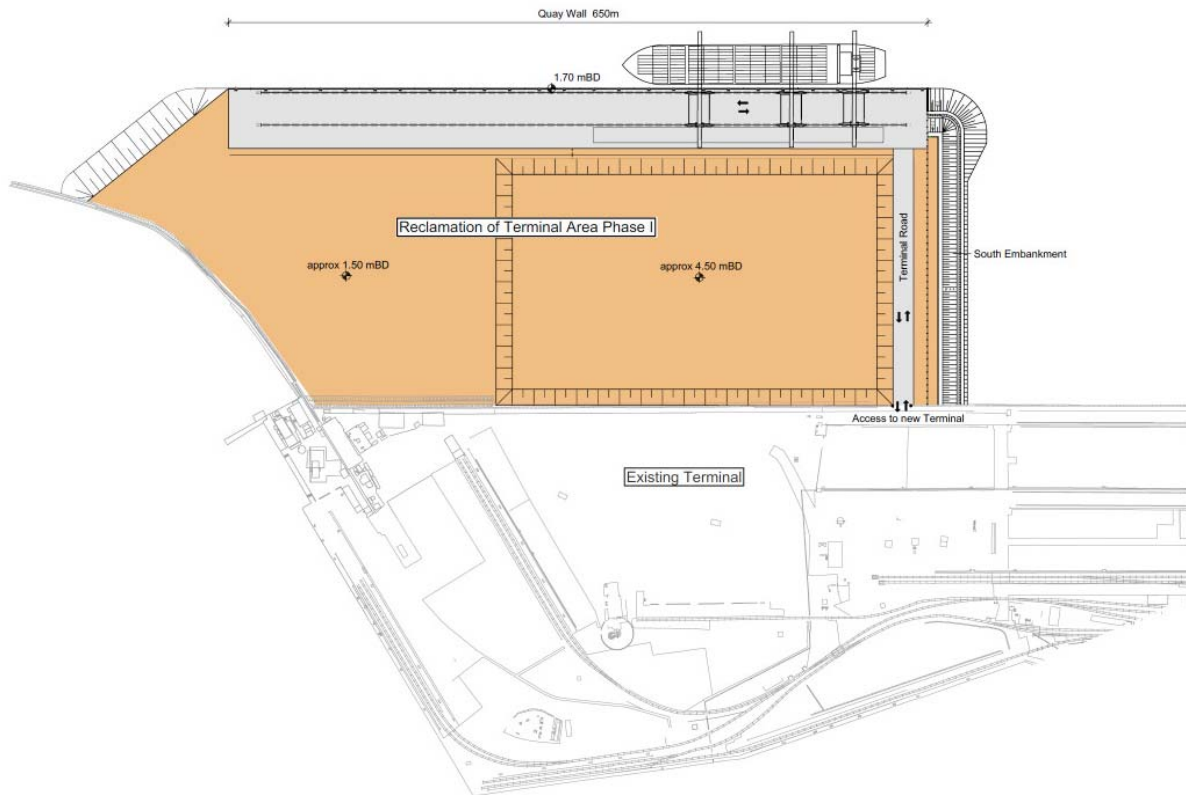 Quay Wall 650m
1.70 mBD
Reclamation of Terminal Area Phase I
approx 1.50 mBD
approx 4.50 mBD
Terminal Road
South Embankment
Access to new Terminal
Existing Terminal